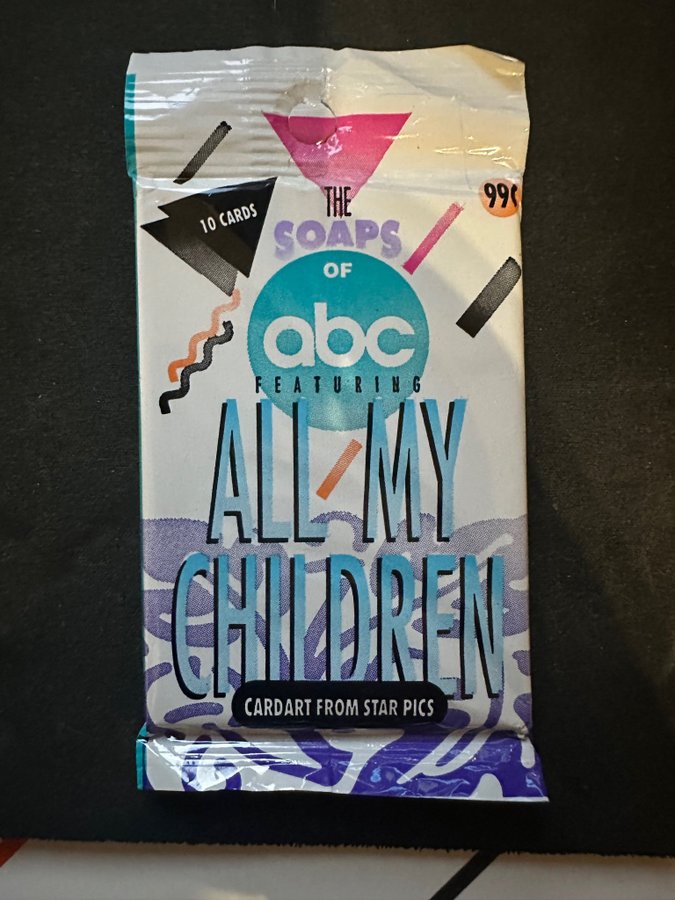 THE
99¢
10 CARDS
SOAPS
OF
abc
FEATURING
ALL MY
CHILDREN
CARDART FROM STAR PICS